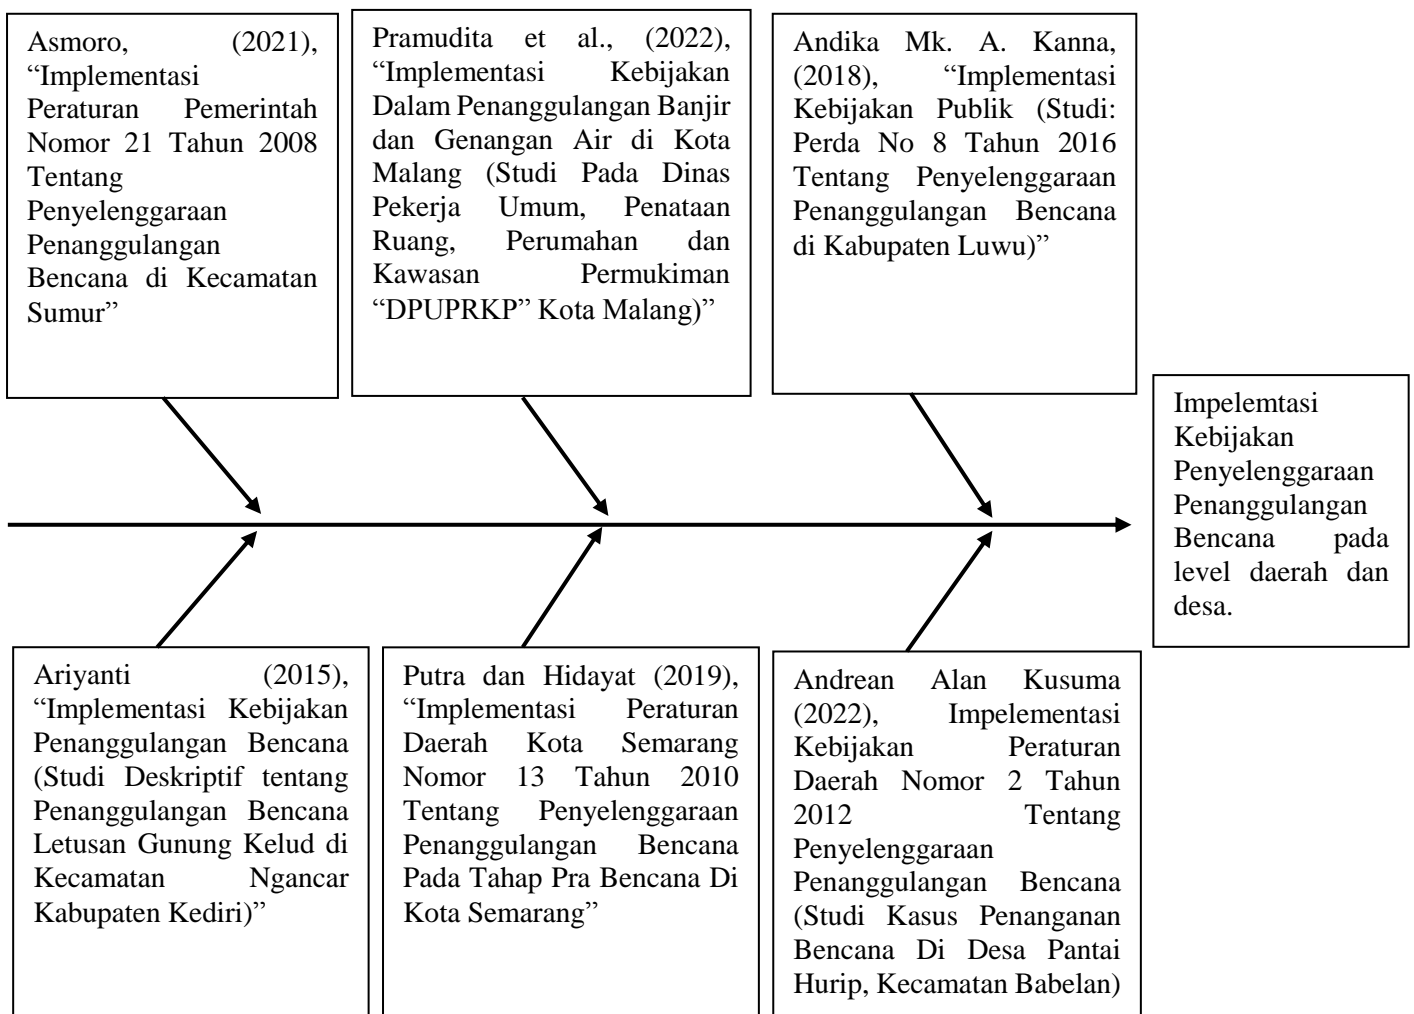 Asmoro, (2021),
“Implementasi
Peraturan Pemerintah
Nomor 21 Tahun 2008
Tentang
Penyelenggaraan
Penanggulangan
Bencana di Kecamatan
Sumur”
Pramudita et al., (2022),
“Implementasi Kebijakan
Dalam Penanggulangan Banjir
dan Genangan Air di Kota
Malang (Studi Pada Dinas
Pekerja Umum, Penataan
Ruang, Perumahan dan
Kawasan Permukiman
“DPUPRKP” Kota Malang)”
Andika Mk. A. Kanna,
(2018), “Implementasi
Kebijakan Publik (Studi:
Perda No 8 Tahun 2016
Tentang Penyelenggaraan
Penanggulangan Bencana
di Kabupaten Luwu)”
Impelemtasi
Kebijakan
Penyelenggaraan
Penanggulangan
Bencana pada
level daerah dan
desa.
Ariyanti (2015),
“Implementasi Kebijakan
Penanggulangan Bencana
(Studi Deskriptif tentang
Penanggulangan Bencana
Letusan Gunung Kelud di
Kecamatan Ngancar
Kabupaten Kediri)”
Putra dan Hidayat (2019),
“Implementasi Peraturan
Daerah Kota Semarang
Nomor 13 Tahun 2010
Tentang Penyelenggaraan
Penanggulangan Bencana
Pada Tahap Pra Bencana Di
Kota Semarang”
Andrean Alan Kusuma
(2022), Impelementasi
Kebijakan Peraturan
Daerah Nomor 2 Tahun
2012 Tentang
Penyelenggaraan
Penanggulangan Bencana
(Studi Kasus Penanganan
Bencana Di Desa Pantai
Hurip, Kecamatan Babelan)